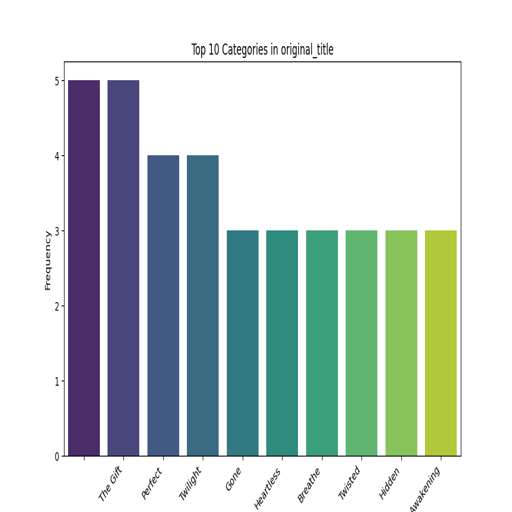 Top 10 Categories in original_title
Frequency
5
4
3
2
1
0
The Gift
Perfect
Twilight
Gone
Heartless
Breathe
Twisted
Hidden
Awakening